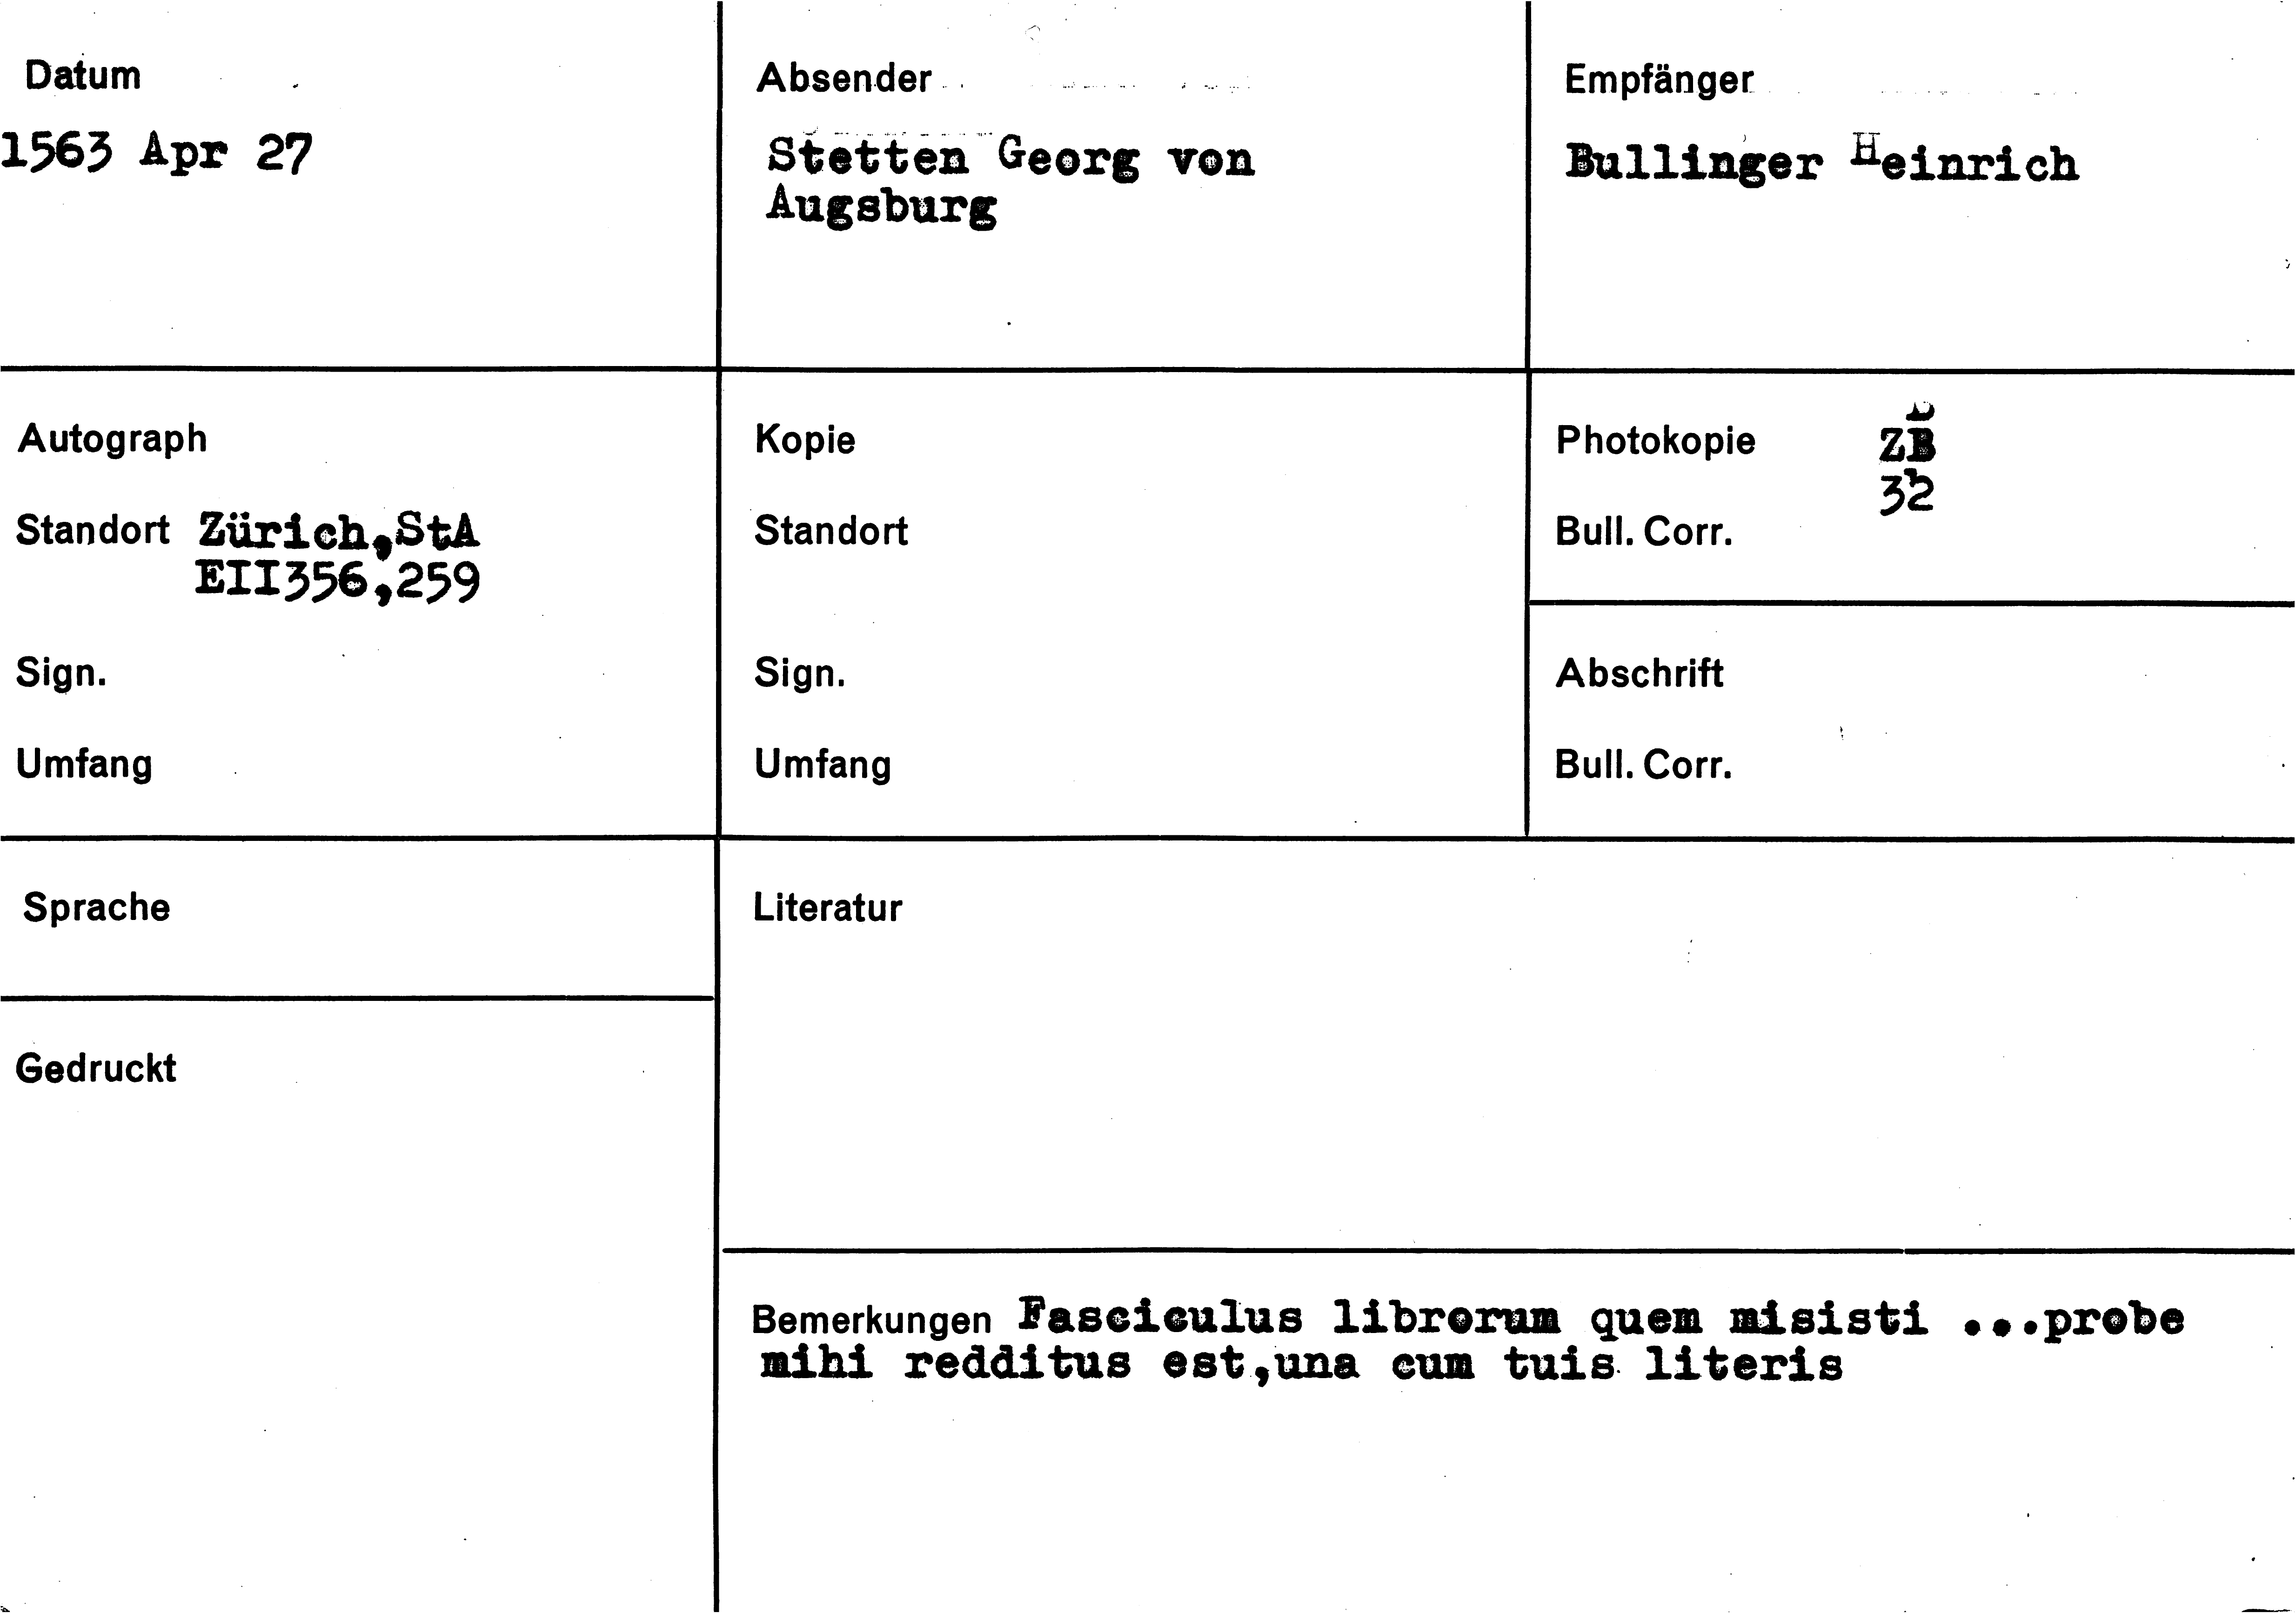 Datum
1563 Apr 27
Absender
Stetten Georg von
Augsburg
Empfänger
Bullinger Heinrich
Autograph
Standort Zürich,StA
EII356,259
Sign.
Umfang
Kopie
Standort
Sign.
Umfang
Photokopie ZB
32
Bull. Corr.
Abschrift
Bull. Corr.
Sprache
Gedruckt
Literatur
Bemerkungen Fasciculus librorum quem misisti ...probe
mihi redditus est,una cum tuis literis